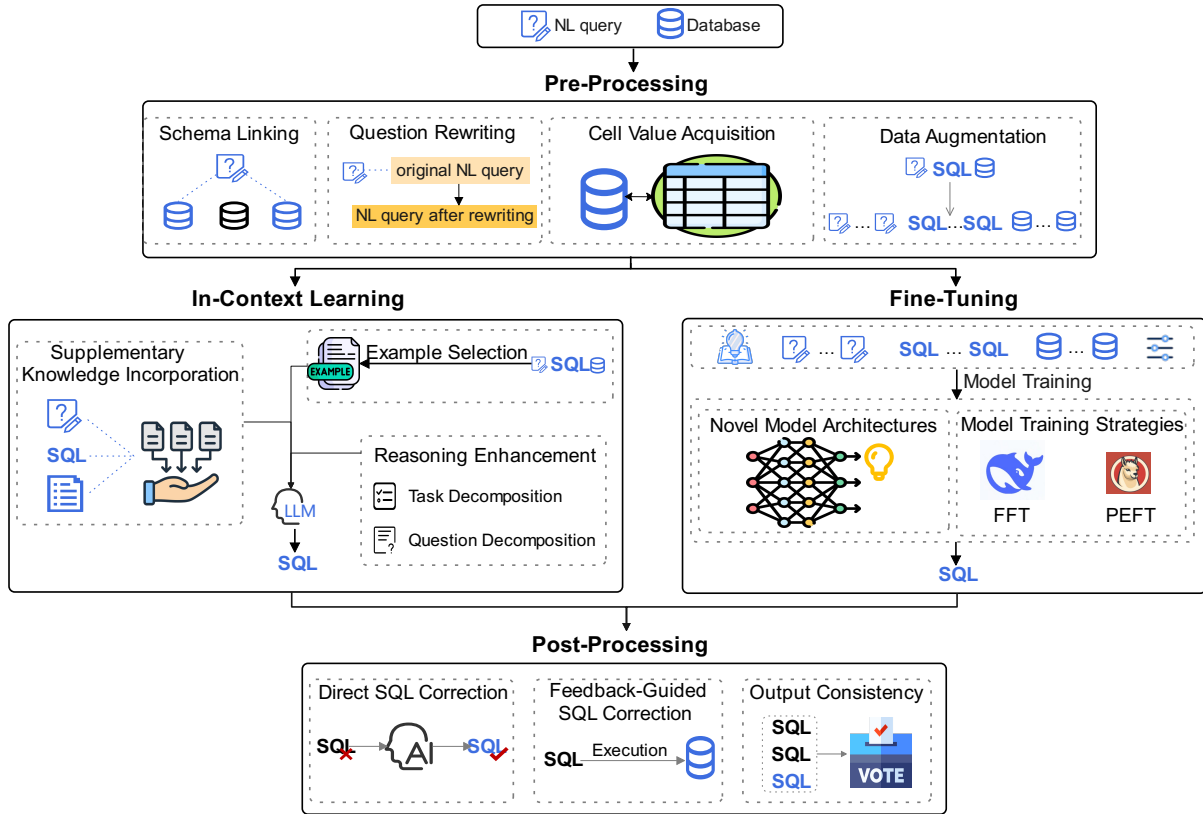 NL query
Database
Pre-Processing
Schema Linking
Question Rewriting
original NL query
NL query after rewriting
Cell Value Acquisition
Data Augmentation
SQL
... SQL...SQL ...
In-Context Learning
Supplementary
Knowledge Incorporation
SQL
Example Selection
EXAMPLE
SQL
Reasoning Enhancement
Task Decomposition
Question Decomposition
LLM
SQL
Fine-Tuning
... SQL ... SQL ...
Model Training
Novel Model Architectures
Model Training Strategies
FFT
PEFT
SQL
Post-Processing
Direct SQL Correction
SQL
AI
SQL
Feedback-Guided
SQL Correction
SQL
Execution
Output Consistency
SQL
SQL
SQL
VOTE